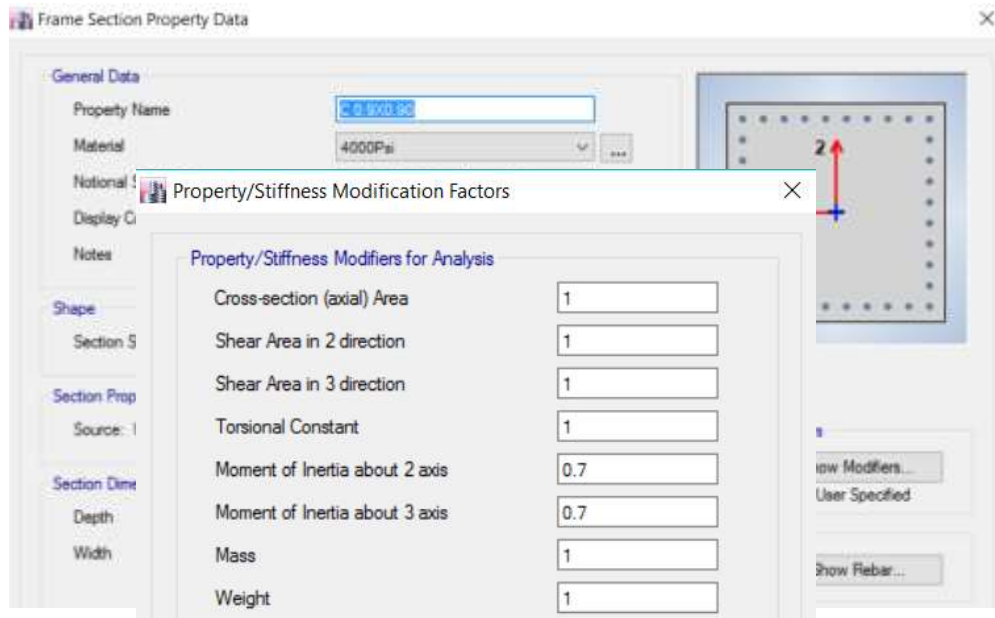 Frame Section Property Data
General Data
Property Name C 0.9X0.90
Material 4000Psi ...
Notional
Display
Notes
Shape
Section S
Section Prop
Source:
Section Dime
Depth
Width
2
Property/Stiffness Modification Factors
Property/Stiffness Modifiers for Analysis
Cross-section (axial) Area 1
Shear Area in 2 direction 1
Shear Area in 3 direction 1
Torsional Constant 1
Moment of Inertia about 2 axis 0.7
Moment of Inertia about 3 axis 0.7
Mass 1
Weight 1
ow Modifiers...
User Specified
Show Rebar...